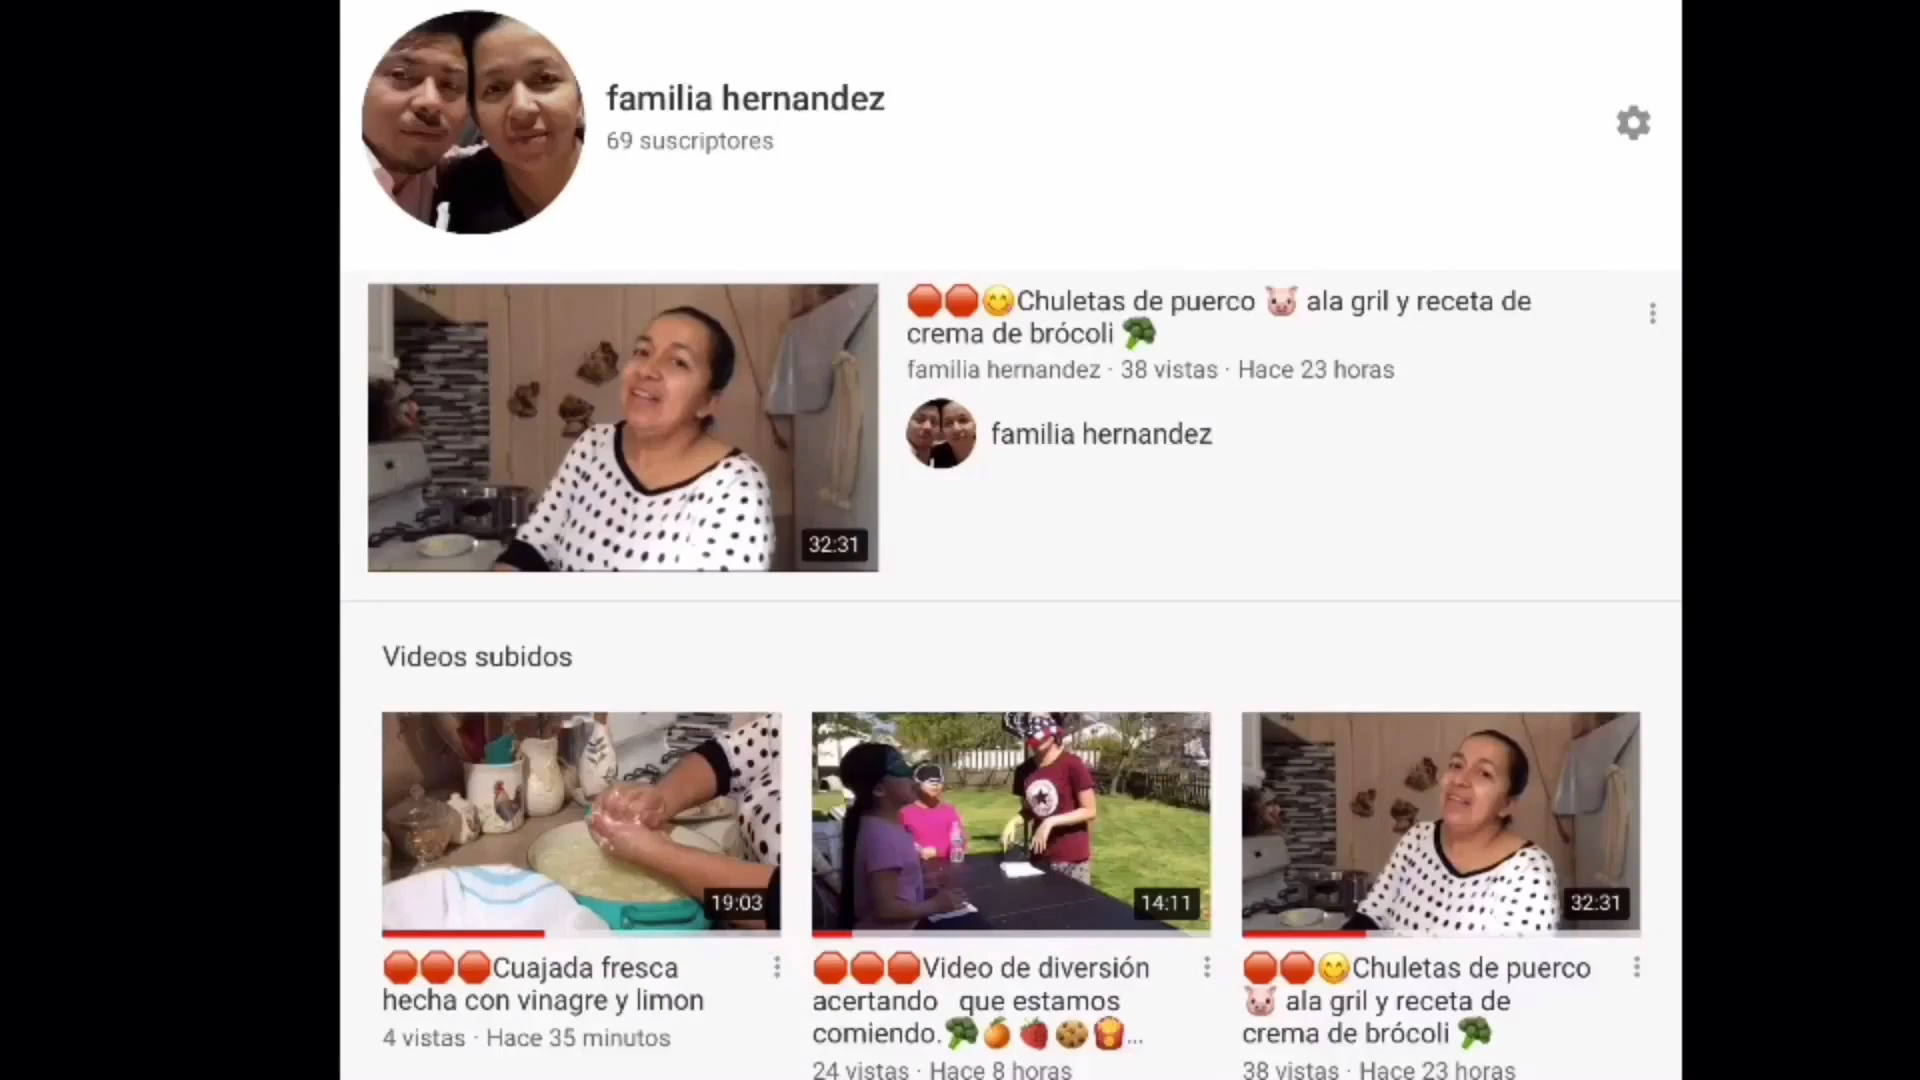 familia hernandez
69 suscriptores
🛑🛑😋Chuletas de puerco 🐷 ala gril y receta de
crema de brócoli 🥦
familia hernandez · 38 vistas · Hace 23 horas
familia hernandez
32:31
Videos subidos
19:03
14:11
32:31
🛑🛑🛑Cuajada fresca
hecha con vinagre y limon
4 vistas · Hace 35 minutos
🛑🛑🛑Video de diversión
acertando que estamos
comiendo.🥦🍊🍓🍪🍟...
24 vistas · Hace 8 horas
🛑🛑😋Chuletas de puerco
🐷 ala gril y receta de
crema de brócoli 🥦
38 vistas · Hace 23 horas